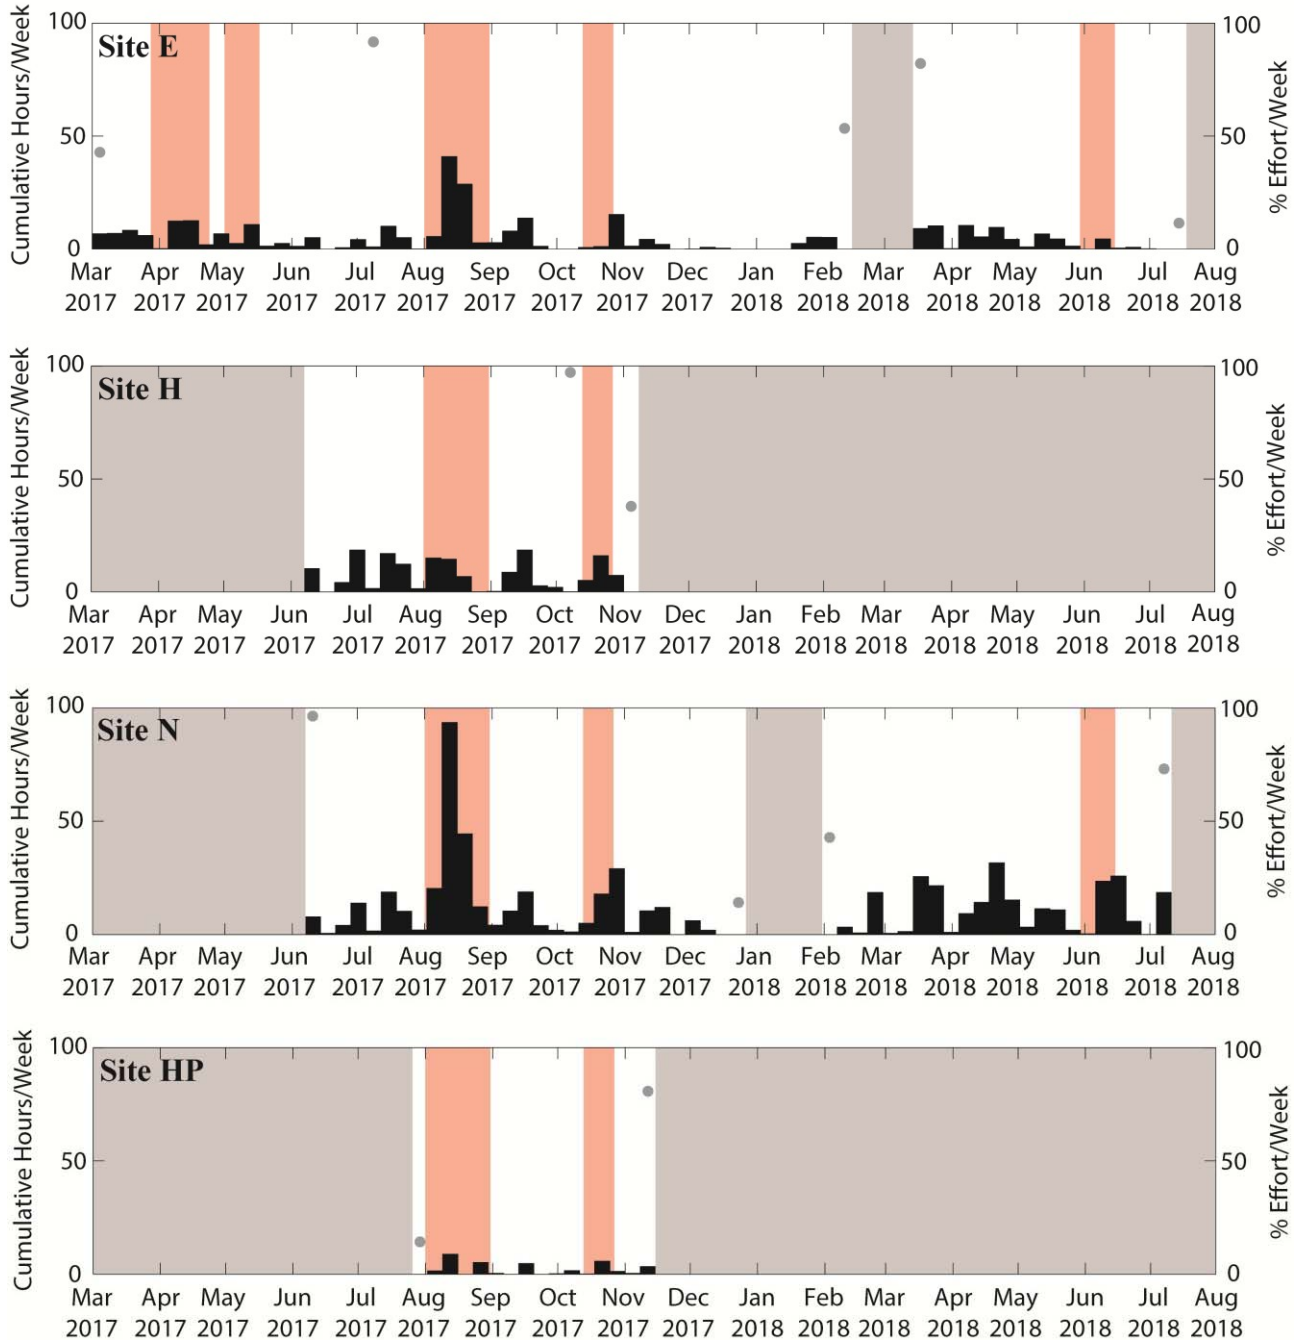 Site E
Cumulative Hours/Week
% Effort/Week
100 100
50 50
0 0
Mar Apr May Jun Jul Aug Sep Oct Nov Dec Jan Feb Mar Apr May Jun Jul Aug
2017 2017 2017 2017 2017 2017 2017 2017 2017 2017 2018 2018 2018 2018 2018 2018 2018 2018
Site H
Cumulative Hours/Week
% Effort/Week
100 100
50 50
0 0
Mar Apr May Jun Jul Aug Sep Oct Nov Dec Jan Feb Mar Apr May Jun Jul Aug
2017 2017 2017 2017 2017 2017 2017 2017 2017 2017 2018 2018 2018 2018 2018 2018 2018 2018
Site N
Cumulative Hours/Week
% Effort/Week
100 100
50 50
0 0
Mar Apr May Jun Jul Aug Sep Oct Nov Dec Jan Feb Mar Apr May Jun Jul Aug
2017 2017 2017 2017 2017 2017 2017 2017 2017 2017 2018 2018 2018 2018 2018 2018 2018 2018
Site HP
Cumulative Hours/Week
% Effort/Week
100 100
50 50
0 0
Mar Apr May Jun Jul Aug Sep Oct Nov Dec Jan Feb Mar Apr May Jun Jul Aug
2017 2017 2017 2017 2017 2017 2017 2017 2017 2017 2018 2018 2018 2018 2018 2018 2018 2018